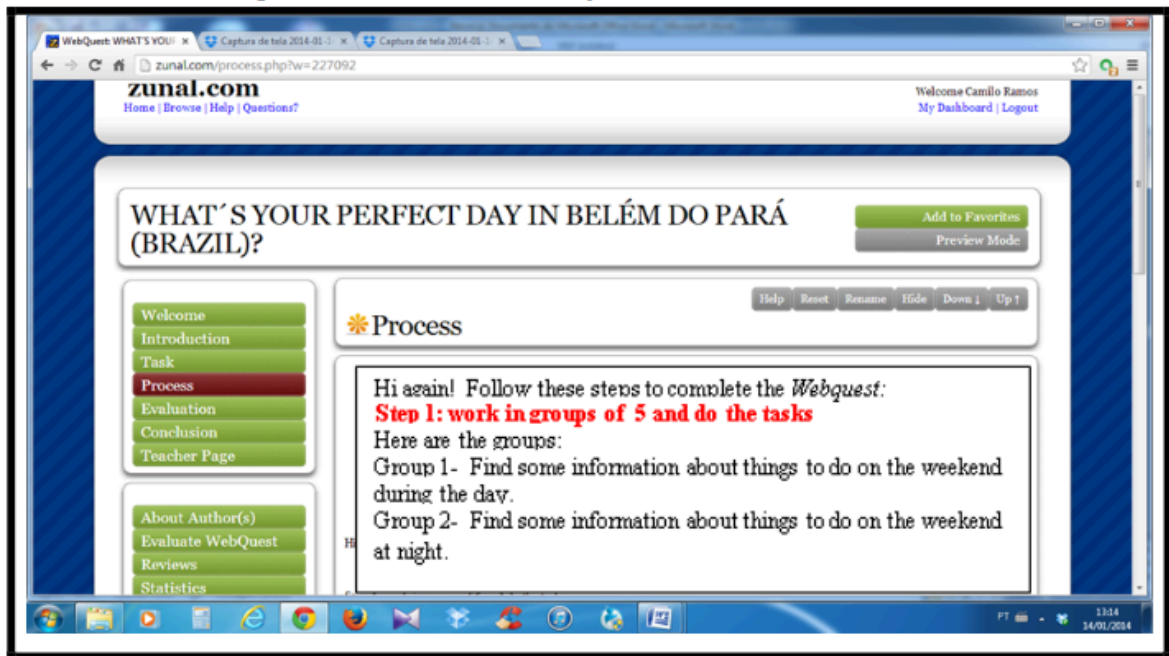 WebQuest: WHAT'S YOU
Captura de tela 2014-01-1
Captura de tela 2014-01-1
zunal.com/process.php?w=227092
zunal.com
Home | Browse | Help | Questions?
Welcome Camilo Ramos
My Dashboard | Logout
WHAT´S YOUR PERFECT DAY IN BELÉM DO PARÁ
(BRAZIL)?
Add to Favorites
Preview Mode
Help
Reset
Rename
Hide
Down ↓
Up ↑
Process
Welcome
Introduction
Task
Process
Evaluation
Conclusion
Teacher Page
About Author(s)
Evaluate WebQuest
Reviews
Statistics
Hi again! Follow these steps to complete the Webquest:
Step 1: work in groups of 5 and do the tasks
Here are the groups:
Group 1- Find some information about things to do on the weekend
during the day.
Group 2- Find some information about things to do on the weekend
at night.
PT
13:14
14/01/2014